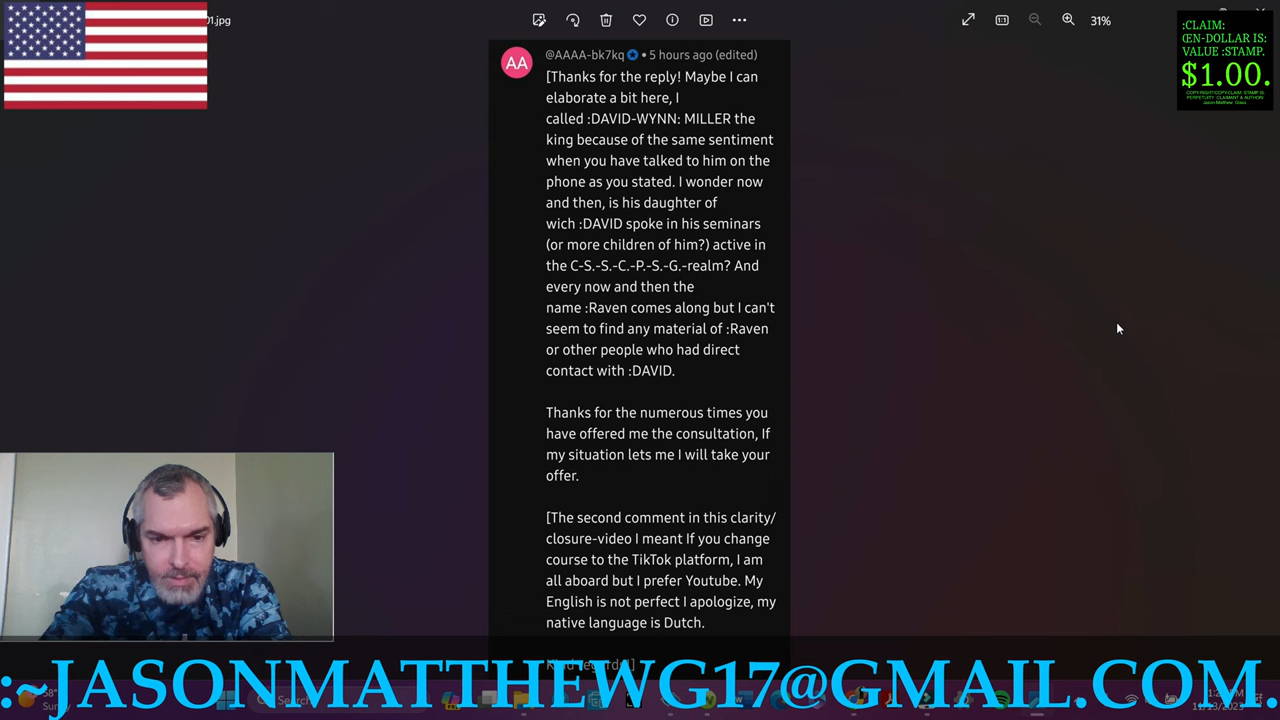 01.jpg
31%
:CLAIM:
ŒN-DOLLAR IS:
VALUE :STAMP.
$1.00.
Jason Matthew: Glass
AA
@AAAA-bk7kq • 5 hours ago (edited)
[Thanks for the reply! Maybe I can
elaborate a bit here, I
called :DAVID-WYNN: MILLER the
king because of the same sentiment
when you have talked to him on the
phone as you stated. I wonder now
and then, is his daughter of
wich :DAVID spoke in his seminars
(or more children of him?) active in
the C-S.-S.-C.-P.-S.-G.-realm? And
every now and then the
name :Raven comes along but I can't
seem to find any material of :Raven
or other people who had direct
contact with :DAVID.
Thanks for the numerous times you
have offered me the consultation, If
my situation lets me I will take your
offer.
[The second comment in this clarity/
closure-video I meant If you change
course to the TikTok platform, I am
all aboard but I prefer Youtube. My
English is not perfect I apologize, my
native language is Dutch.
:~JASONMATTHEWG17@GMAIL.COM.
Search